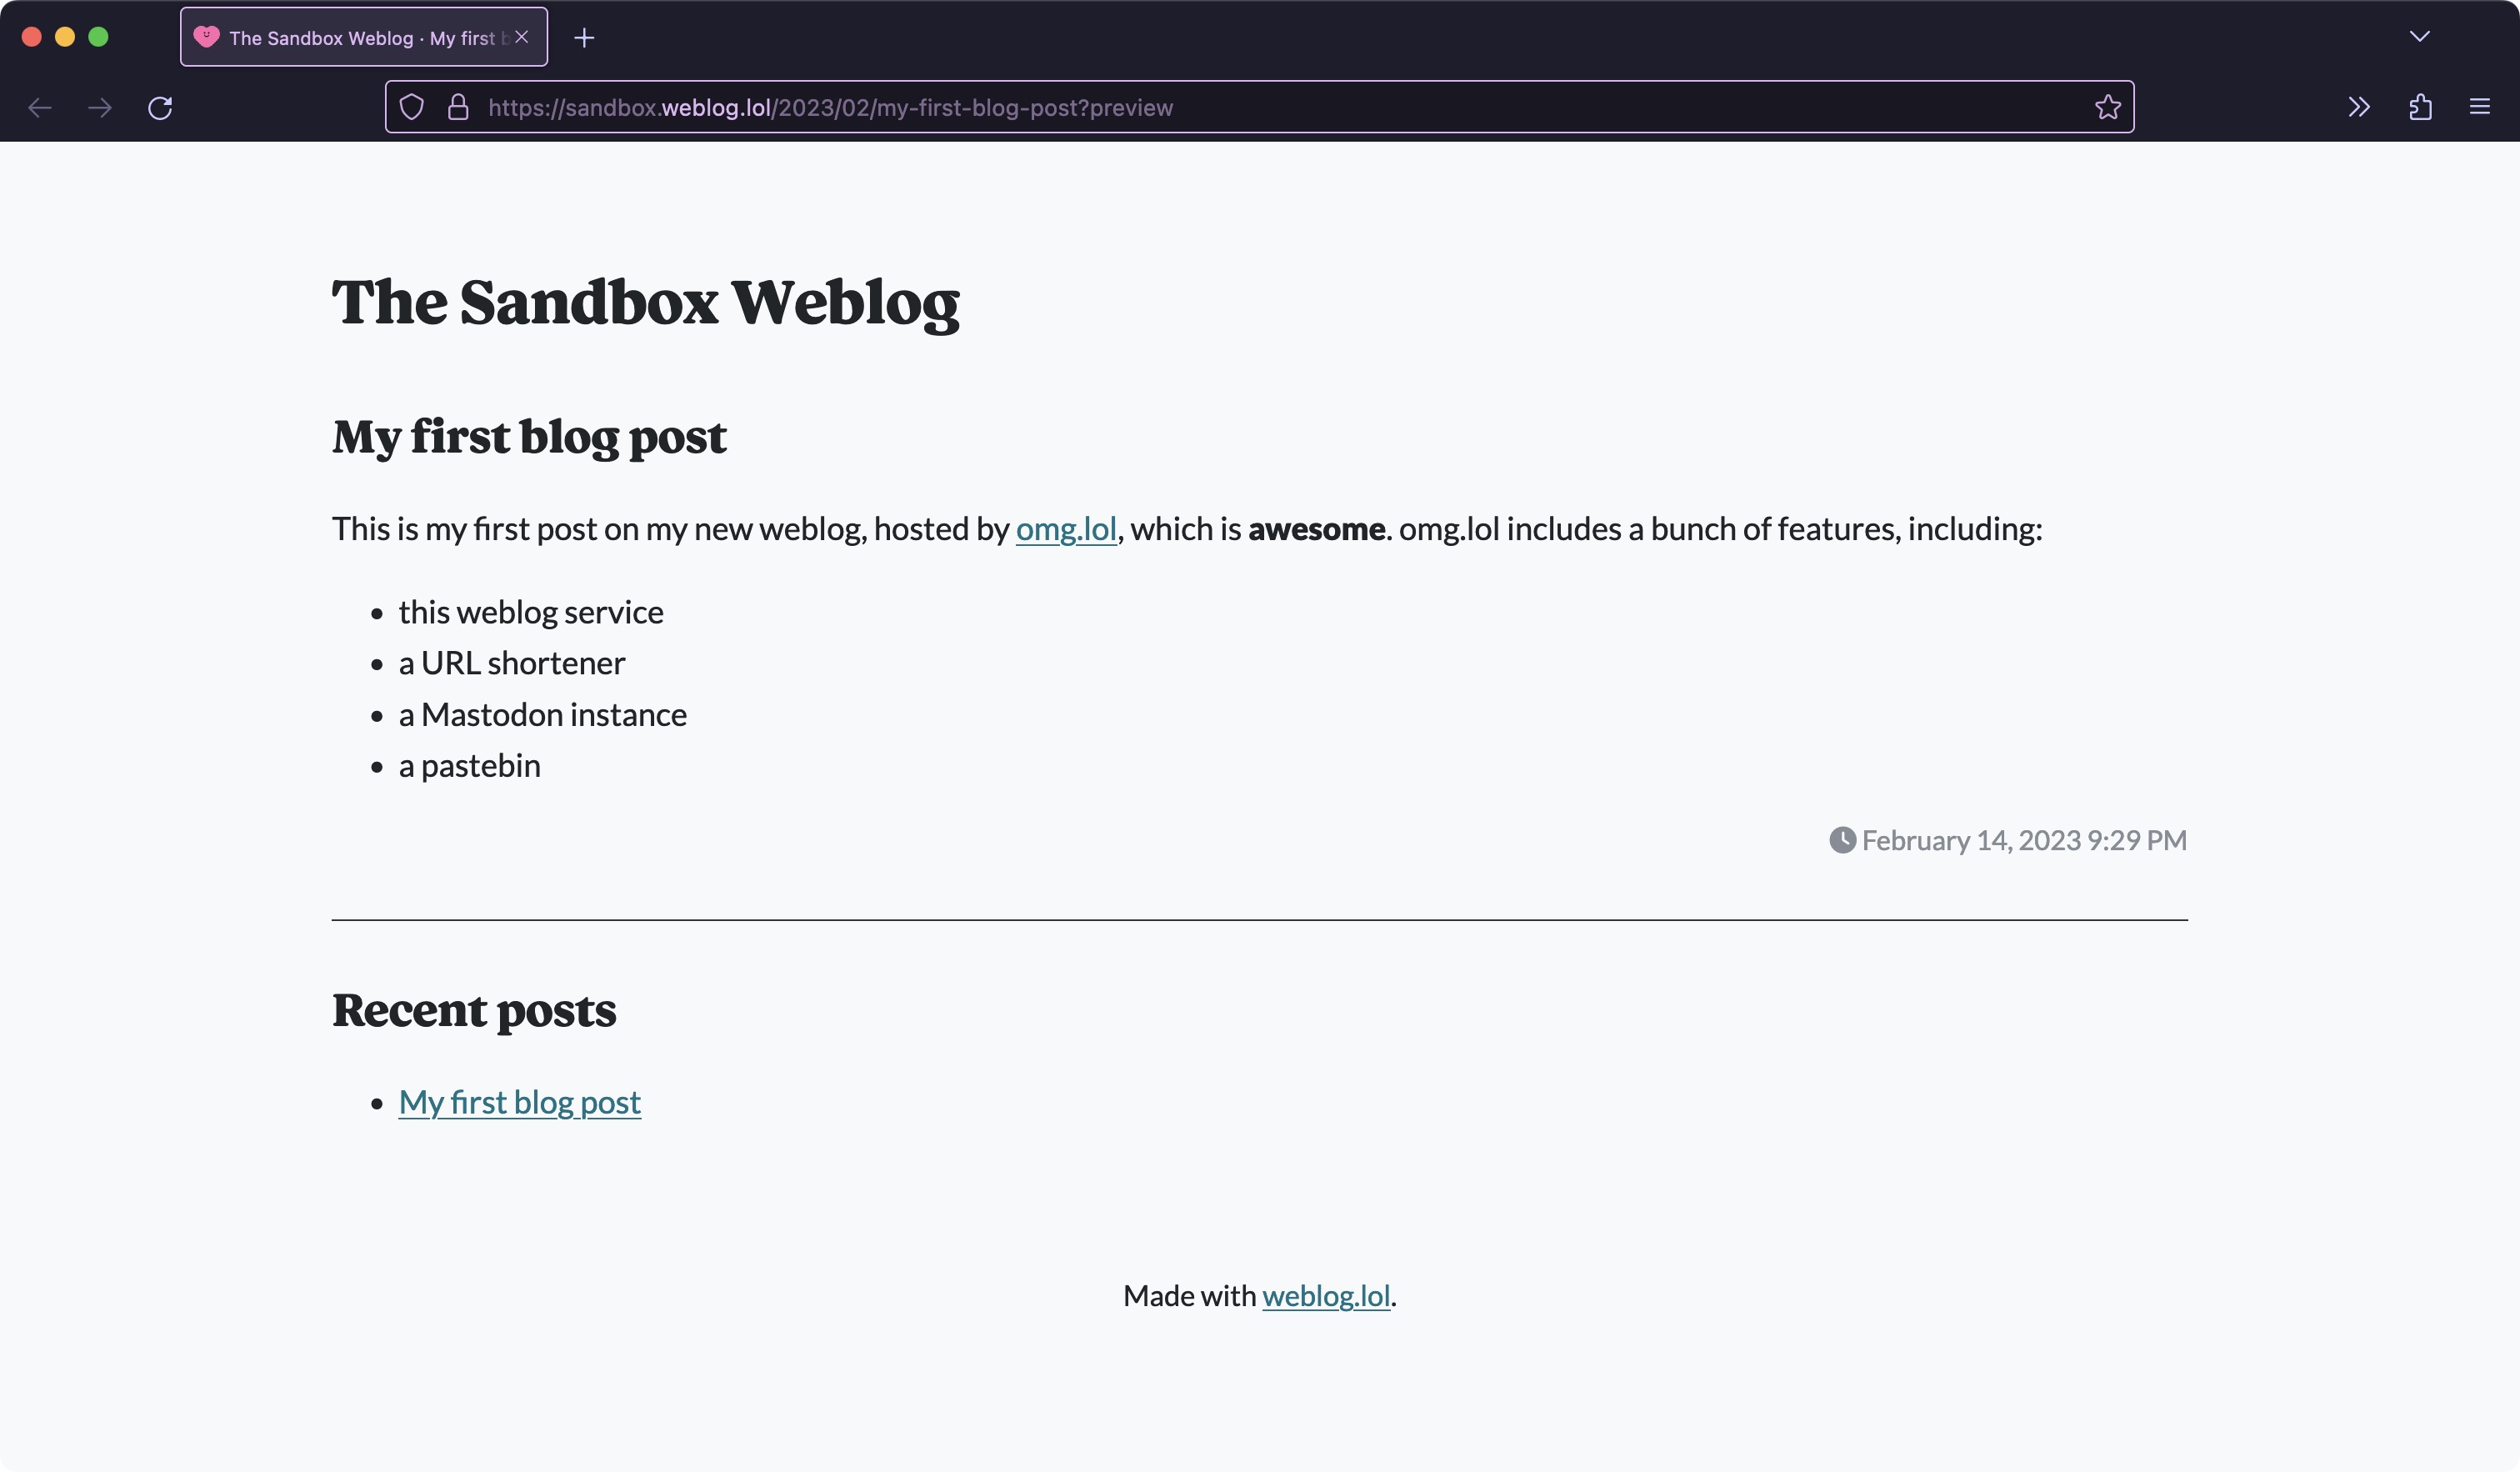 The Sandbox Weblog · My first
https://sandbox.weblog.lol/2023/02/my-first-blog-post?preview
The Sandbox Weblog
My first blog post
This is my first post on my new weblog, hosted by omg.lol, which is awesome. omg.lol includes a bunch of features, including:
• this weblog service
• a URL shortener
• a Mastodon instance
• a pastebin
February 14, 2023 9:29 PM
Recent posts
• My first blog post
Made with weblog.lol.